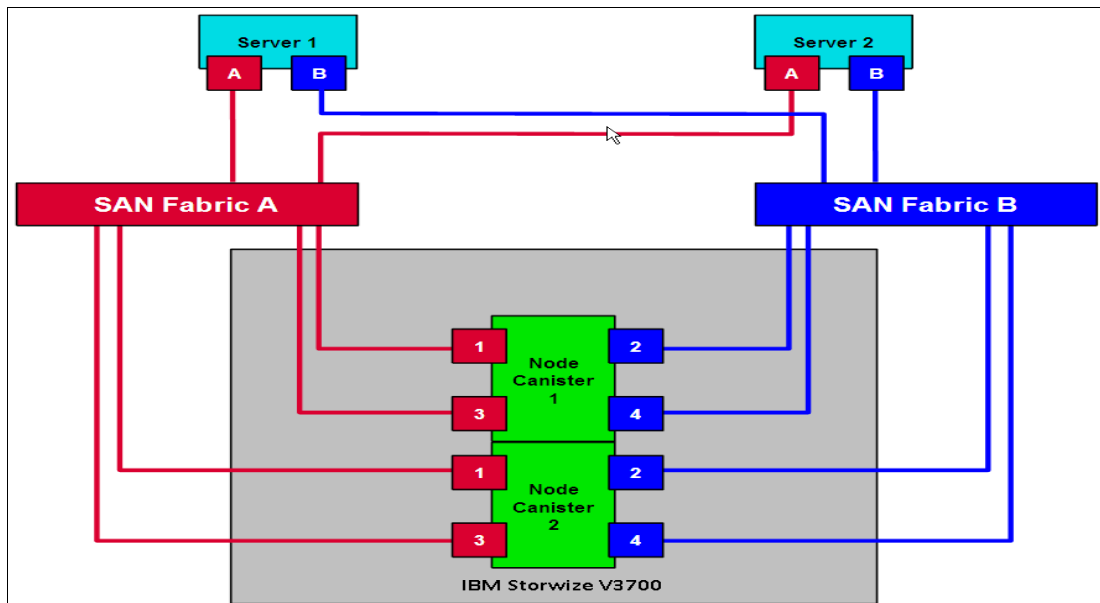 Server 1
Server 2
A
B
A
B
SAN Fabric A
SAN Fabric B
1
2
Node
Canister
1
3
4
1
2
Node
Canister
2
3
4
IBM Storwize V3700